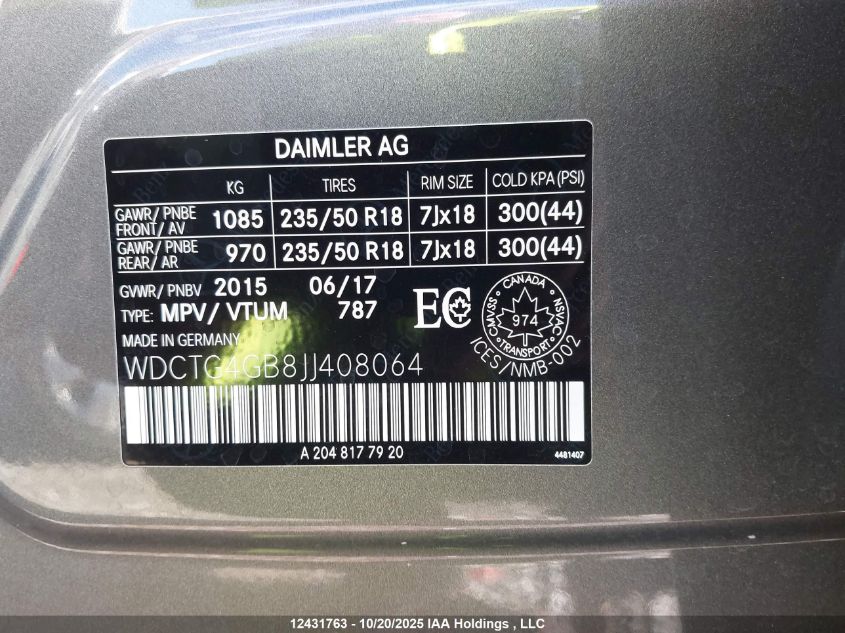 DAIMLER AG
KG TIRES RIM SIZE COLD KPA (PSI)
GAWR/ PNBE FRONT/ AV 1085 235/50 R18 7Jx18 300(44)
GAWR/ PNBE REAR/ AR 970 235/50 R18 7Jx18 300(44)
GVWR/ PNBV 2015 06/17
TYPE: MPV/ VTUM 787
EC
CANADA
CMVSS 974 NSVAC
TRANSPORT
ICES/NMB-002
MADE IN GERMANY
WDCTG4GB8JJ408064
A 204 817 79 20
4481407
12431763 - 10/20/2025 IAA Holdings , LLC